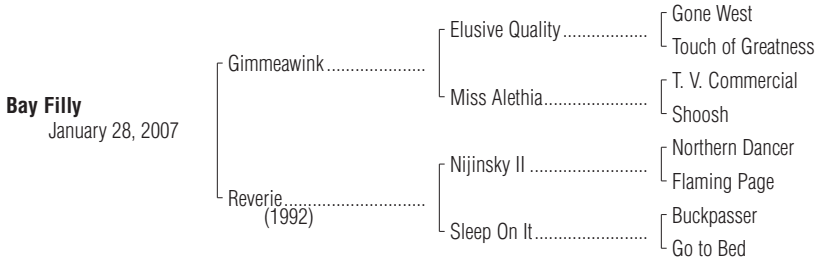 Gone West
Elusive Quality....................
Touch of Greatness
Gimmeawink.......................
T. V. Commercial
Miss Alethia.........................
Shoosh
Bay Filly
January 28, 2007
Northern Dancer
Nijinsky II ...........................
Flaming Page
Reverie.................................
(1992)
Buckpasser
Sleep On It...........................
Go to Bed